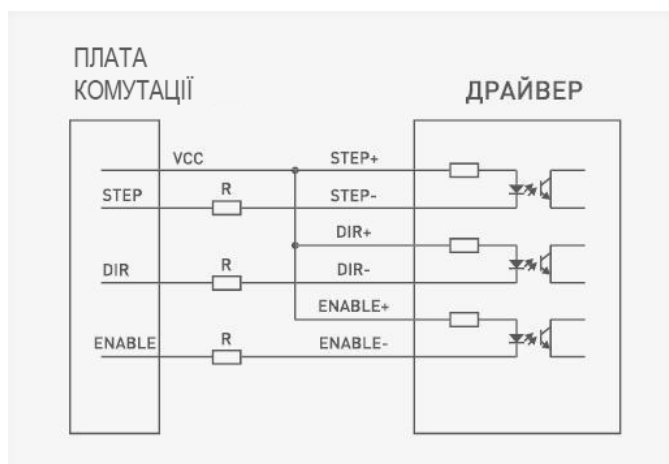 ПЛАТА
КОМУТАЦІЇ
ДРАЙВЕР
VCC STEP+
STEP R STEP-
DIR+
DIR R DIR-
ENABLE+
ENABLE R ENABLE-